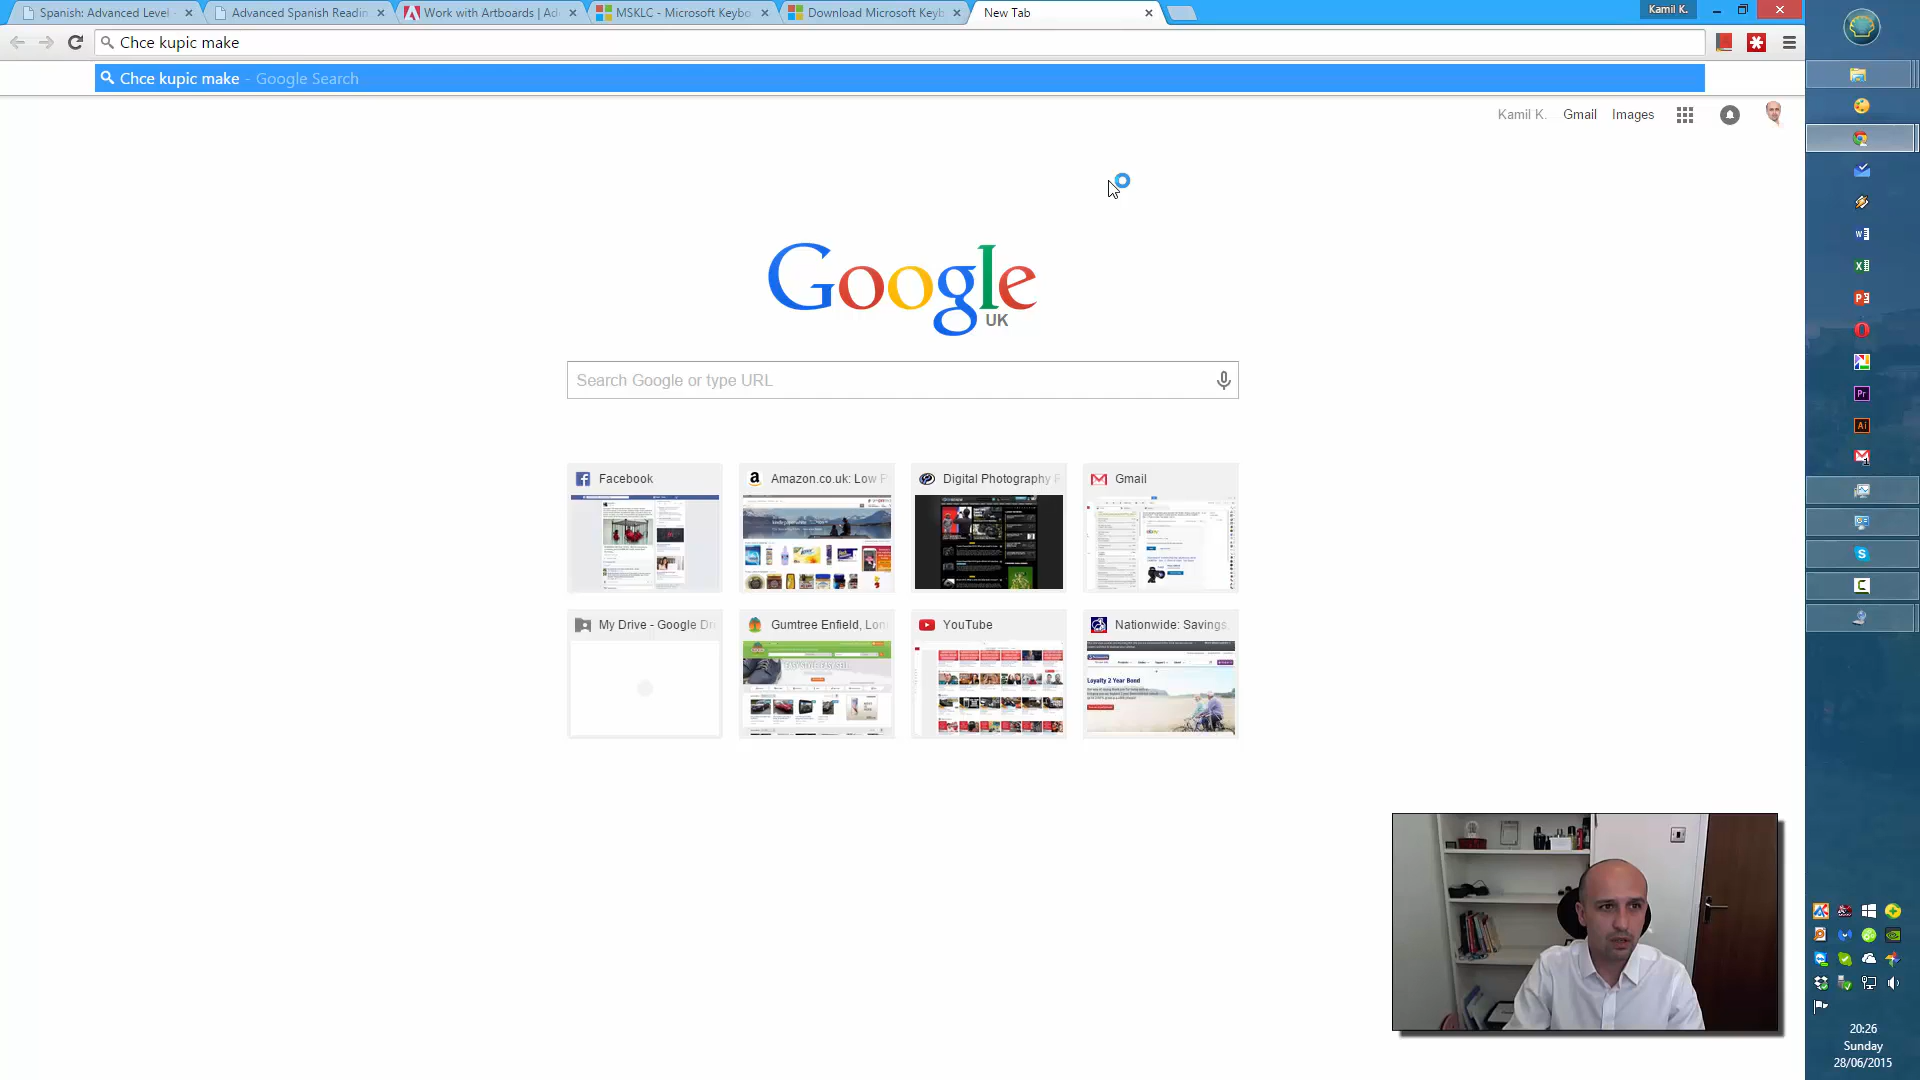 Spanish: Advanced Level -
Advanced Spanish Readin
Work with Artboards | Ad
MSKLC - Microsoft Keybo
Download Microsoft Keyb
New Tab
Kamil K.
Chce kupic make
Chce kupic make - Google Search
Kamil K.
Gmail
Images
Google
UK
Search Google or type URL
Facebook
Amazon.co.uk: Low P
Digital Photography R
Gmail
My Drive - Google Dr
Gumtree Enfield, Lon
YouTube
Nationwide: Savings,
Loyalty 2 Year Bond
20:26
Sunday
28/06/2015